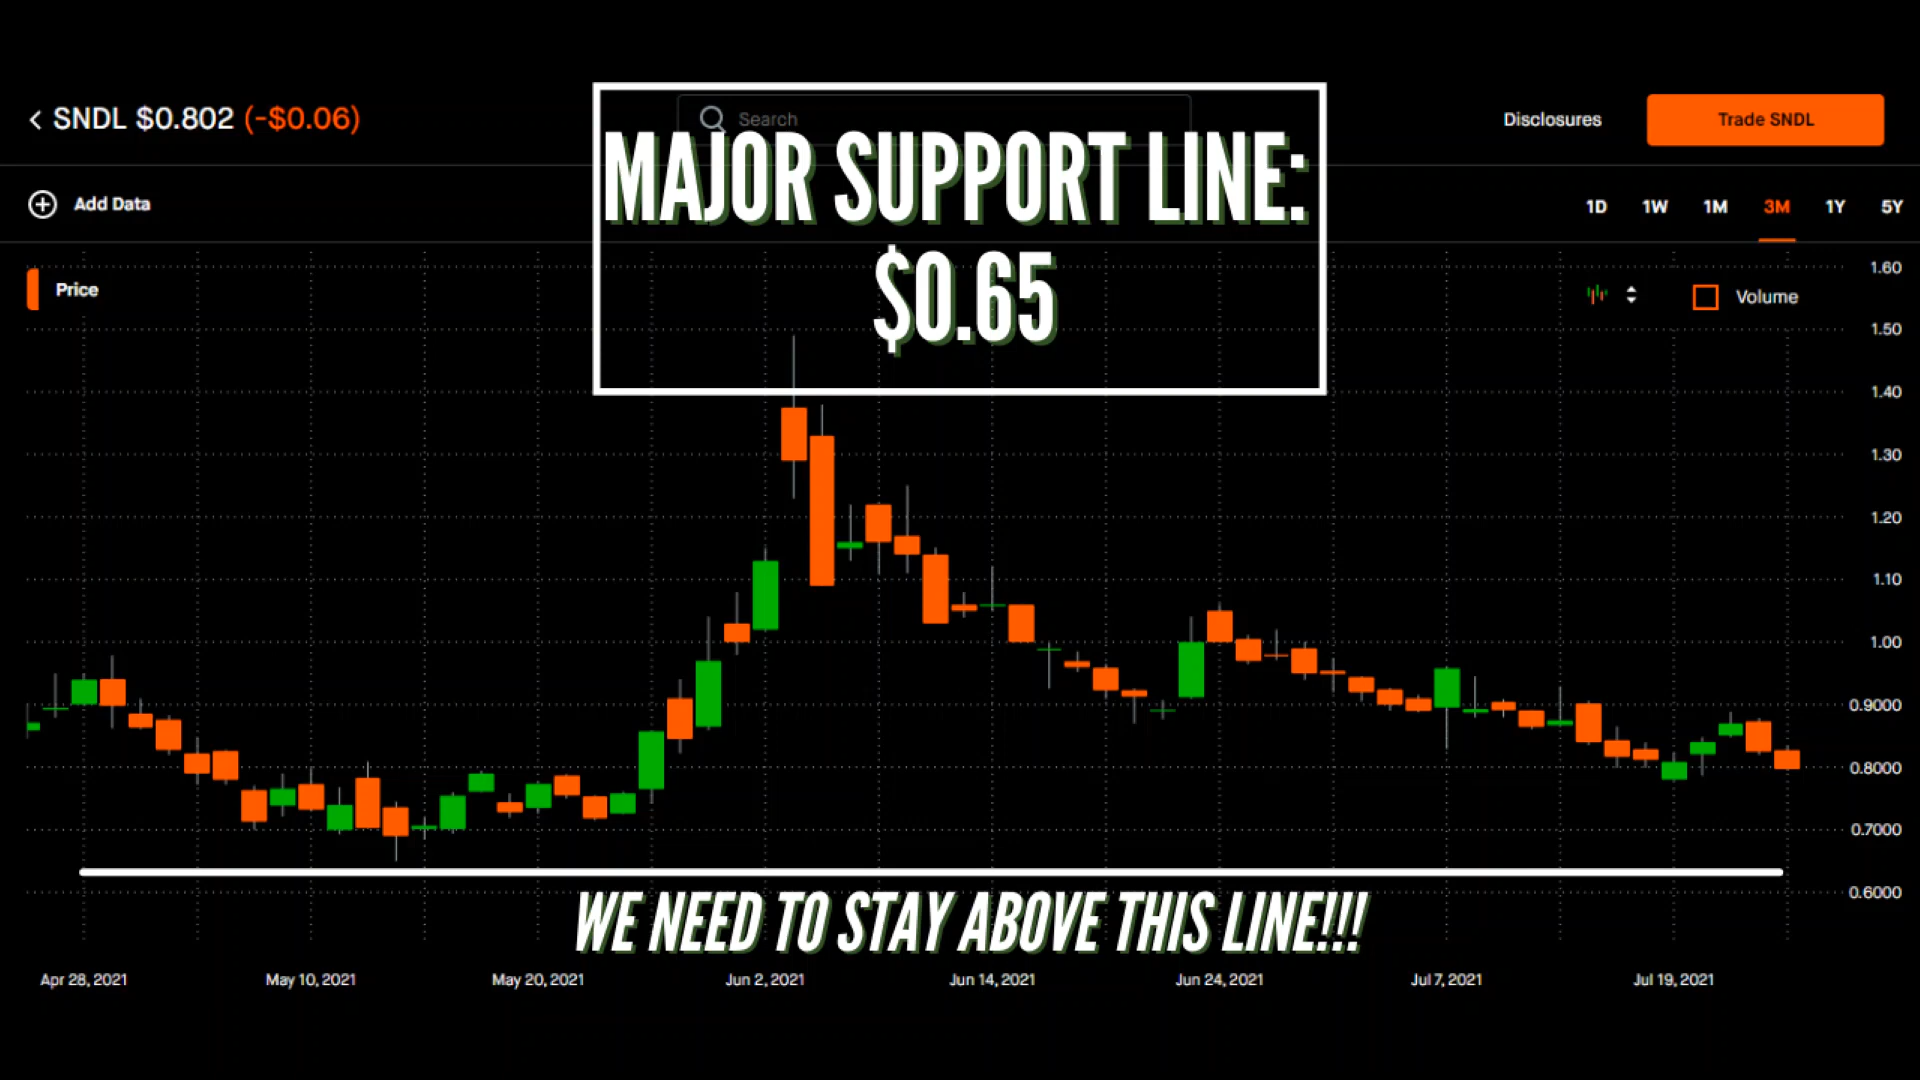 SNDL $0.802 (-$0.06)
Search
Disclosures
Trade SNDL
MAJOR SUPPORT LINE:
$0.65
Add Data
1D 1W 1M 3M 1Y 5Y
Price
Volume
1.60
1.50
1.40
1.30
1.20
1.10
1.00
0.9000
0.8000
0.7000
0.6000
WE NEED TO STAY ABOVE THIS LINE!!!
Apr 28, 2021 May 10, 2021 May 20, 2021 Jun 2, 2021 Jun 14, 2021 Jun 24, 2021 Jul 7, 2021 Jul 19, 2021